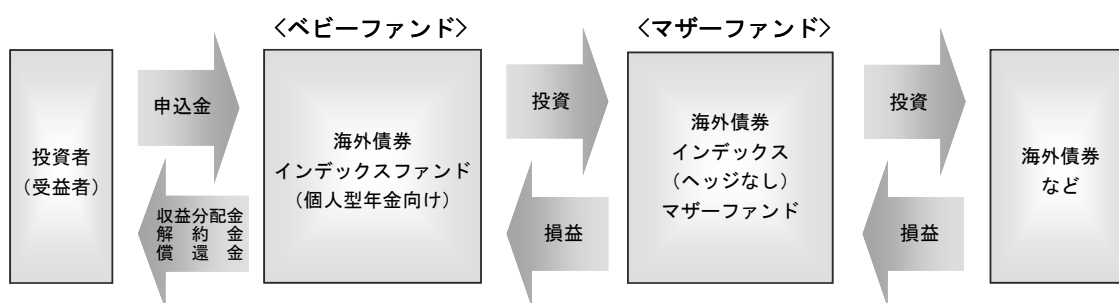 〈ベビーファンド〉
〈マザーファンド〉
投資者
(受益者)
申込金
収益分配金
解約金
償還金
海外債券
インデックスファンド
(個人型年金向け)
投資
損益
海外債券
インデックス
(ヘッジなし)
マザーファンド
投資
損益
海外債券
など